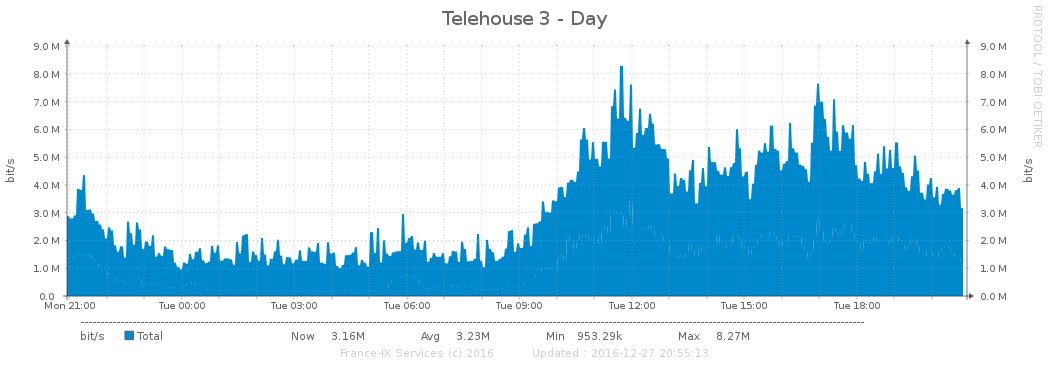 Telehouse 3 - Day
RRDTOOL / TOBI OETIKER
bit/s
9.0 M 9.0 M
8.0 M 8.0 M
7.0 M 7.0 M
6.0 M 6.0 M
5.0 M 5.0 M
4.0 M 4.0 M
3.0 M 3.0 M
2.0 M 2.0 M
1.0 M 1.0 M
0.0 0.0 M
bit/s
Mon 21:00 Tue 00:00 Tue 03:00 Tue 06:00 Tue 09:00 Tue 12:00 Tue 15:00 Tue 18:00
bit/s Total Now 3.16M Avg 3.23M Min 953.29k Max 8.27M
France-IX Services (c) 2016 Updated : 2016-12-27 20:55:13